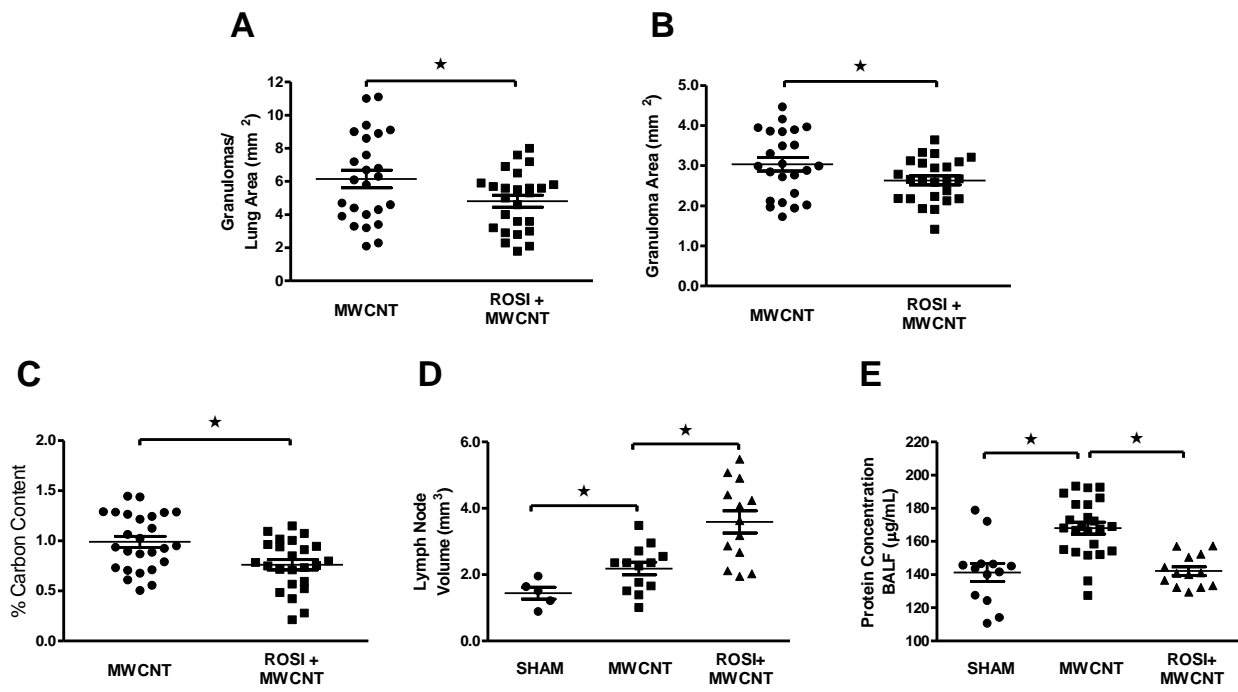 A
★
12
10
8
6
4
2
0
Granulomas/
Lung Area (mm 2)
MWCNT
ROSI +
MWCNT
B
★
5.0
4.0
3.0
2.0
1.0
0.0
Granuloma Area (mm 2)
MWCNT
ROSI +
MWCNT
C
★
2.0
1.5
1.0
0.5
0.0
% Carbon Content
MWCNT
ROSI +
MWCNT
D
★
★
6.0
4.0
2.0
0.0
Lymph Node
Volume (mm3)
SHAM
MWCNT
ROSI+
MWCNT
E
★
★
220
200
180
160
140
120
100
Protein Concentration
BALF (µg/mL)
SHAM
MWCNT
ROSI+
MWCNT